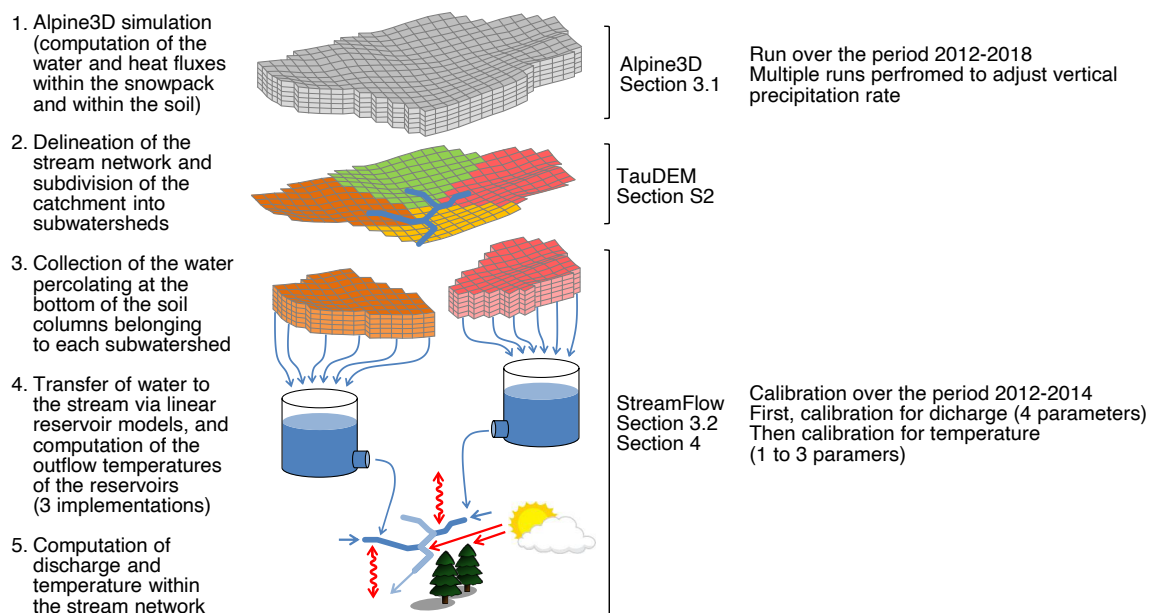 1. Alpine3D simulation
(computation of the
water and heat fluxes
within the snowpack
and within the soil)
Alpine3D
Section 3.1
Run over the period 2012-2018
Multiple runs perfromed to adjust vertical
precipitation rate
2. Delineation of the
stream network and
subdivision of the
catchment into
subwatersheds
TauDEM
Section S2
3. Collection of the water
percolating at the
bottom of the soil
columns belonging
to each subwatershed
4. Transfer of water to
the stream via linear
reservoir models, and
computation of the
outflow temperatures
of the reservoirs
(3 implementations)
StreamFlow
Section 3.2
Section 4
Calibration over the period 2012-2014
First, calibration for dicharge (4 parameters)
Then calibration for temperature
(1 to 3 paramers)
5. Computation of
discharge and
temperature within
the stream network